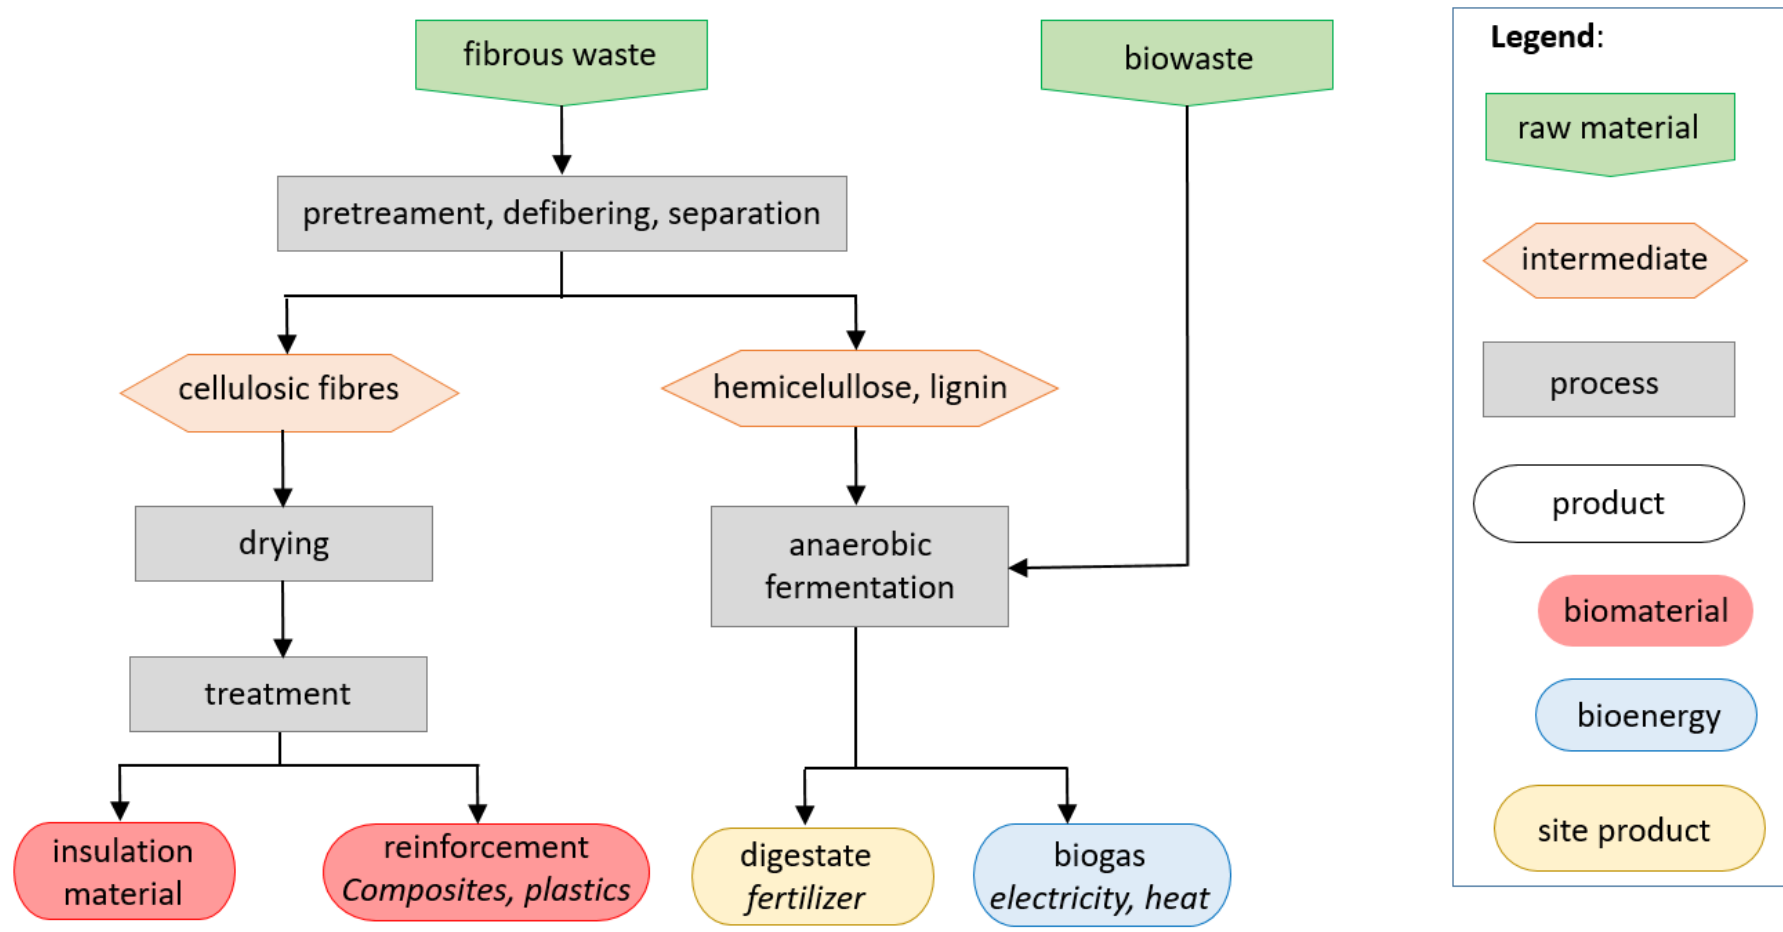 fibrous waste
biowaste
pretreament, defibering, separation
cellulosic fibres
hemicelullose, lignin
drying
anaerobic
fermentation
treatment
insulation
material
reinforcement
Composites, plastics
digestate
fertilizer
biogas
electricity, heat
Legend:
raw material
intermediate
process
product
biomaterial
bioenergy
site product